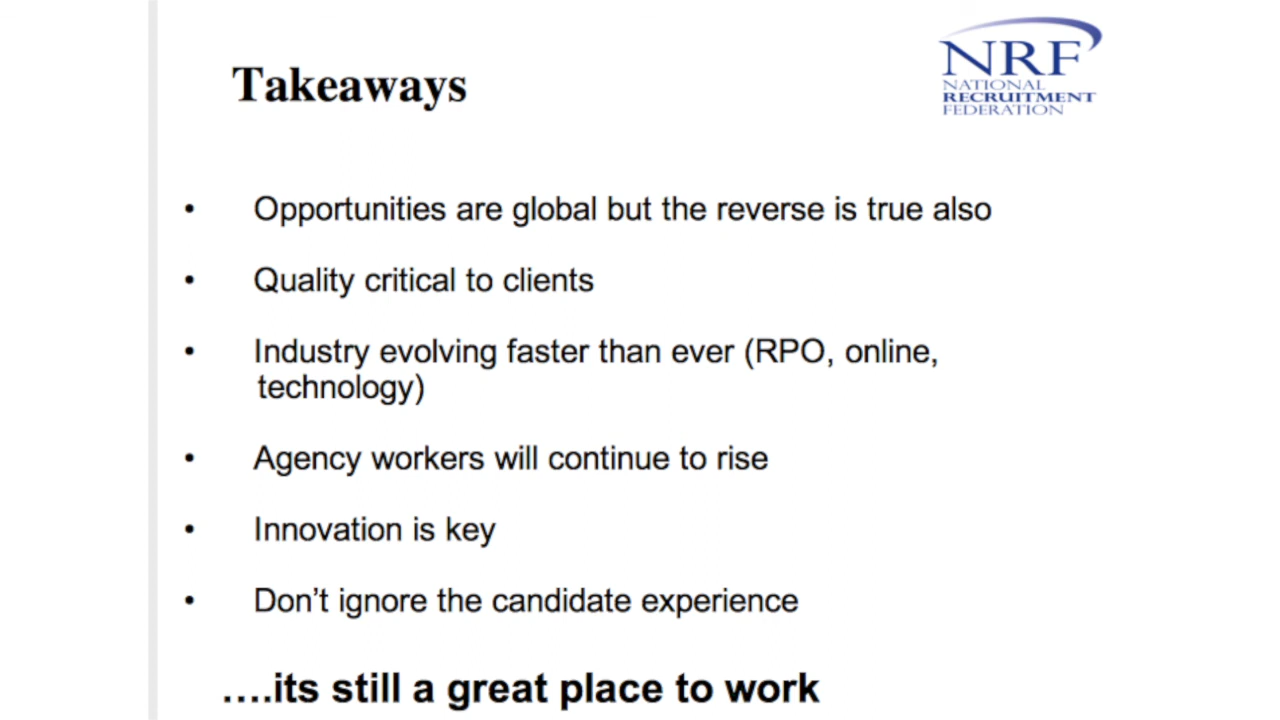 Takeaways
NRF
NATIONAL
RECRUITMENT
FEDERATION
• Opportunities are global but the reverse is true also
• Quality critical to clients
• Industry evolving faster than ever (RPO, online,
technology)
• Agency workers will continue to rise
• Innovation is key
• Don’t ignore the candidate experience
….its still a great place to work